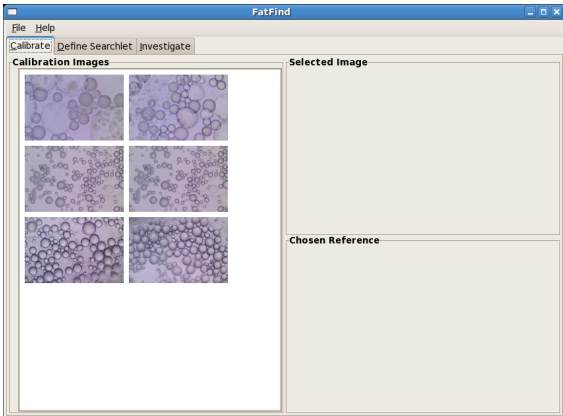 FatFind
File Help
Calibrate Define Searchlet Investigate
Calibration Images
Selected Image
Chosen Reference